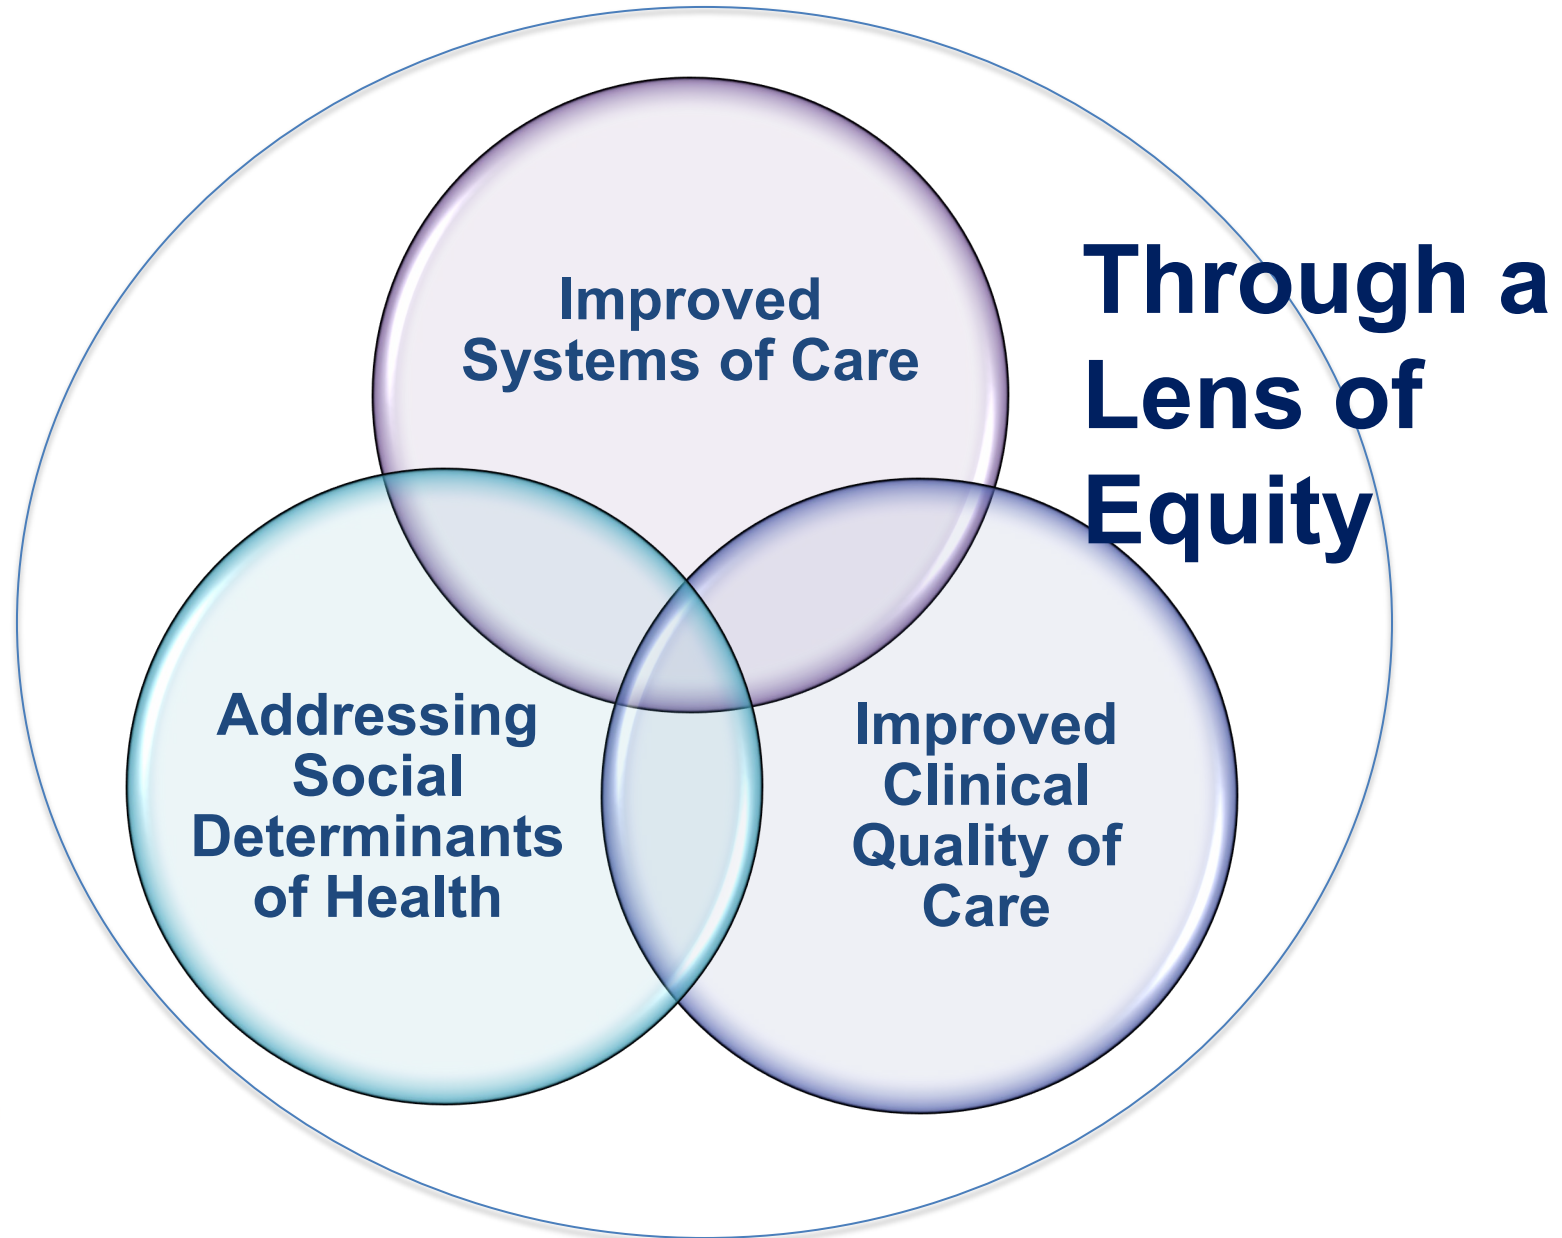 Improved
Systems of Care
Through a
Lens of
Equity
Addressing
Social
Determinants
of Health
Improved
Clinical
Quality of
Care